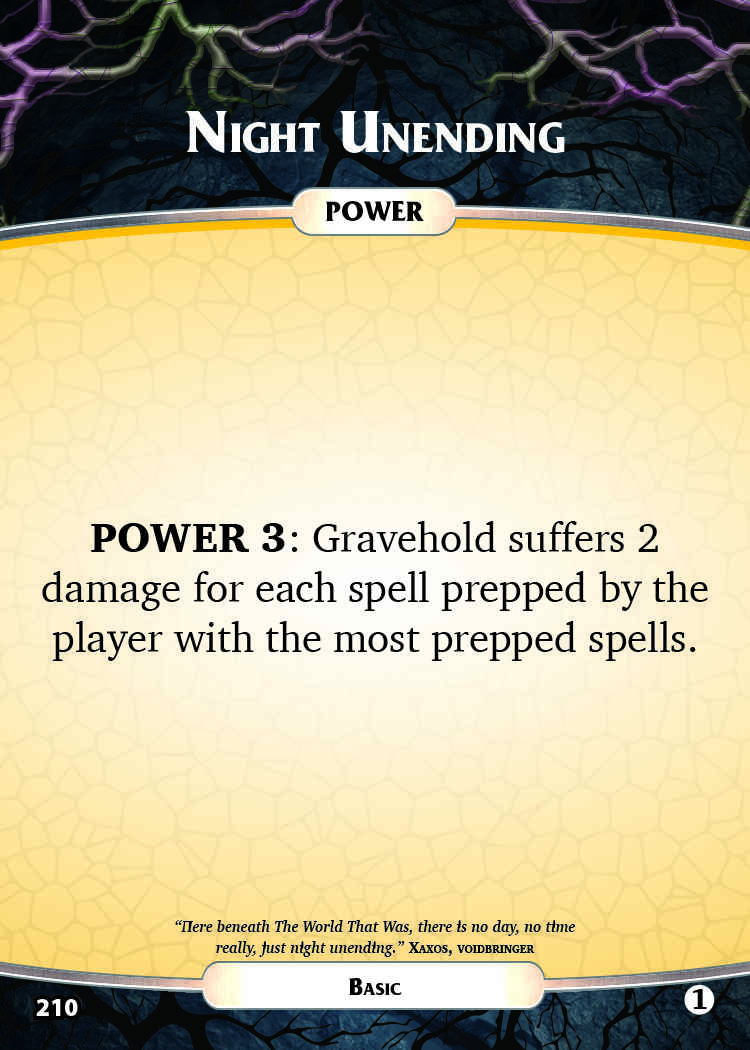 Night Unending
POWER
POWER 3: Gravehold suffers 2
damage for each spell prepped by the
player with the most prepped spells.
“Here beneath The World That Was, there is no day, no time
really, just night unending.” Xaxos, voidbringer
Basic
210
1